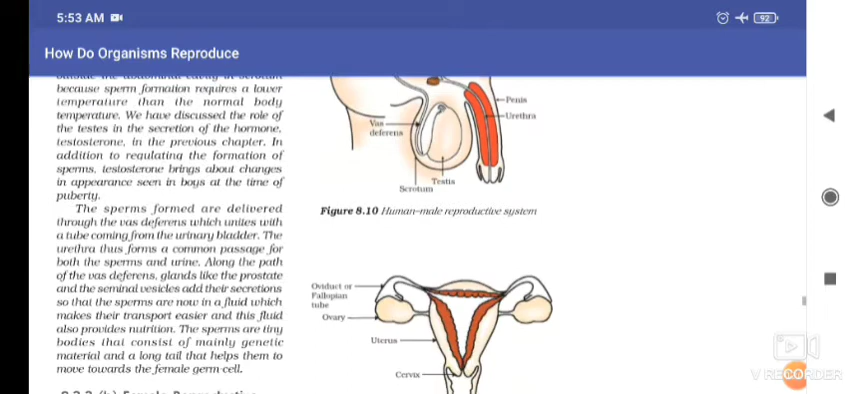 5:53 AM
92
How Do Organisms Reproduce
because sperm formation requires a lower
temperature than the normal body
temperature. We have discussed the role of
the testes in the secretion of the hormone,
testosterone, in the previous chapter. In
addition to regulating the formation of
sperms, testosterone brings about changes
in appearance seen in boys at the time of
puberty.
The sperms formed are delivered
through the vas deferens which unites with
a tube coming from the urinary bladder. The
urethra thus forms a common passage for
both the sperms and urine. Along the path
of the vas deferens, glands like the prostate
and the seminal vesicles add their secretions
so that the sperms are now in a fluid which
makes their transport easier and this fluid
also provides nutrition. The sperms are tiny
bodies that consist of mainly genetic
material and a long tail that helps them to
move towards the female germ-cell.
Penis
Urethra
Vas
deferens
Testis
Scrotum
Figure 8.10 Human–male reproductive system
Oviduct or
Fallopian
tube
Ovary
Uterus
Cervix
V RECORDER